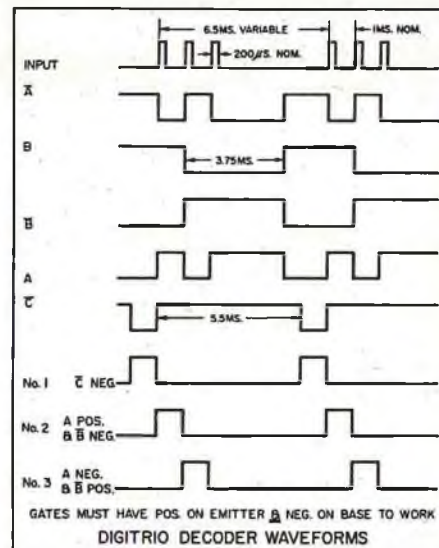 6.5MS. VARIABLE
1MS. NOM.
INPUT
200μS. NOM.
A̅
B
3.75MS.
B̅
A
C̅
5.5MS.
No. 1 C̅ NEG.
No. 2 A POS.
& B̅ NEG.
No. 3 A NEG.
& B̅ POS.
GATES MUST HAVE POS. ON EMITTER & NEG. ON BASE TO WORK
DIGITRIO DECODER WAVEFORMS